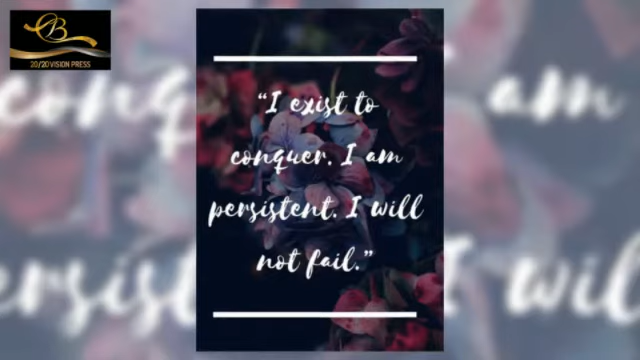 20/20 VISION PRESS
“I exist to
conquer. I am
persistent. I will
not fail.”